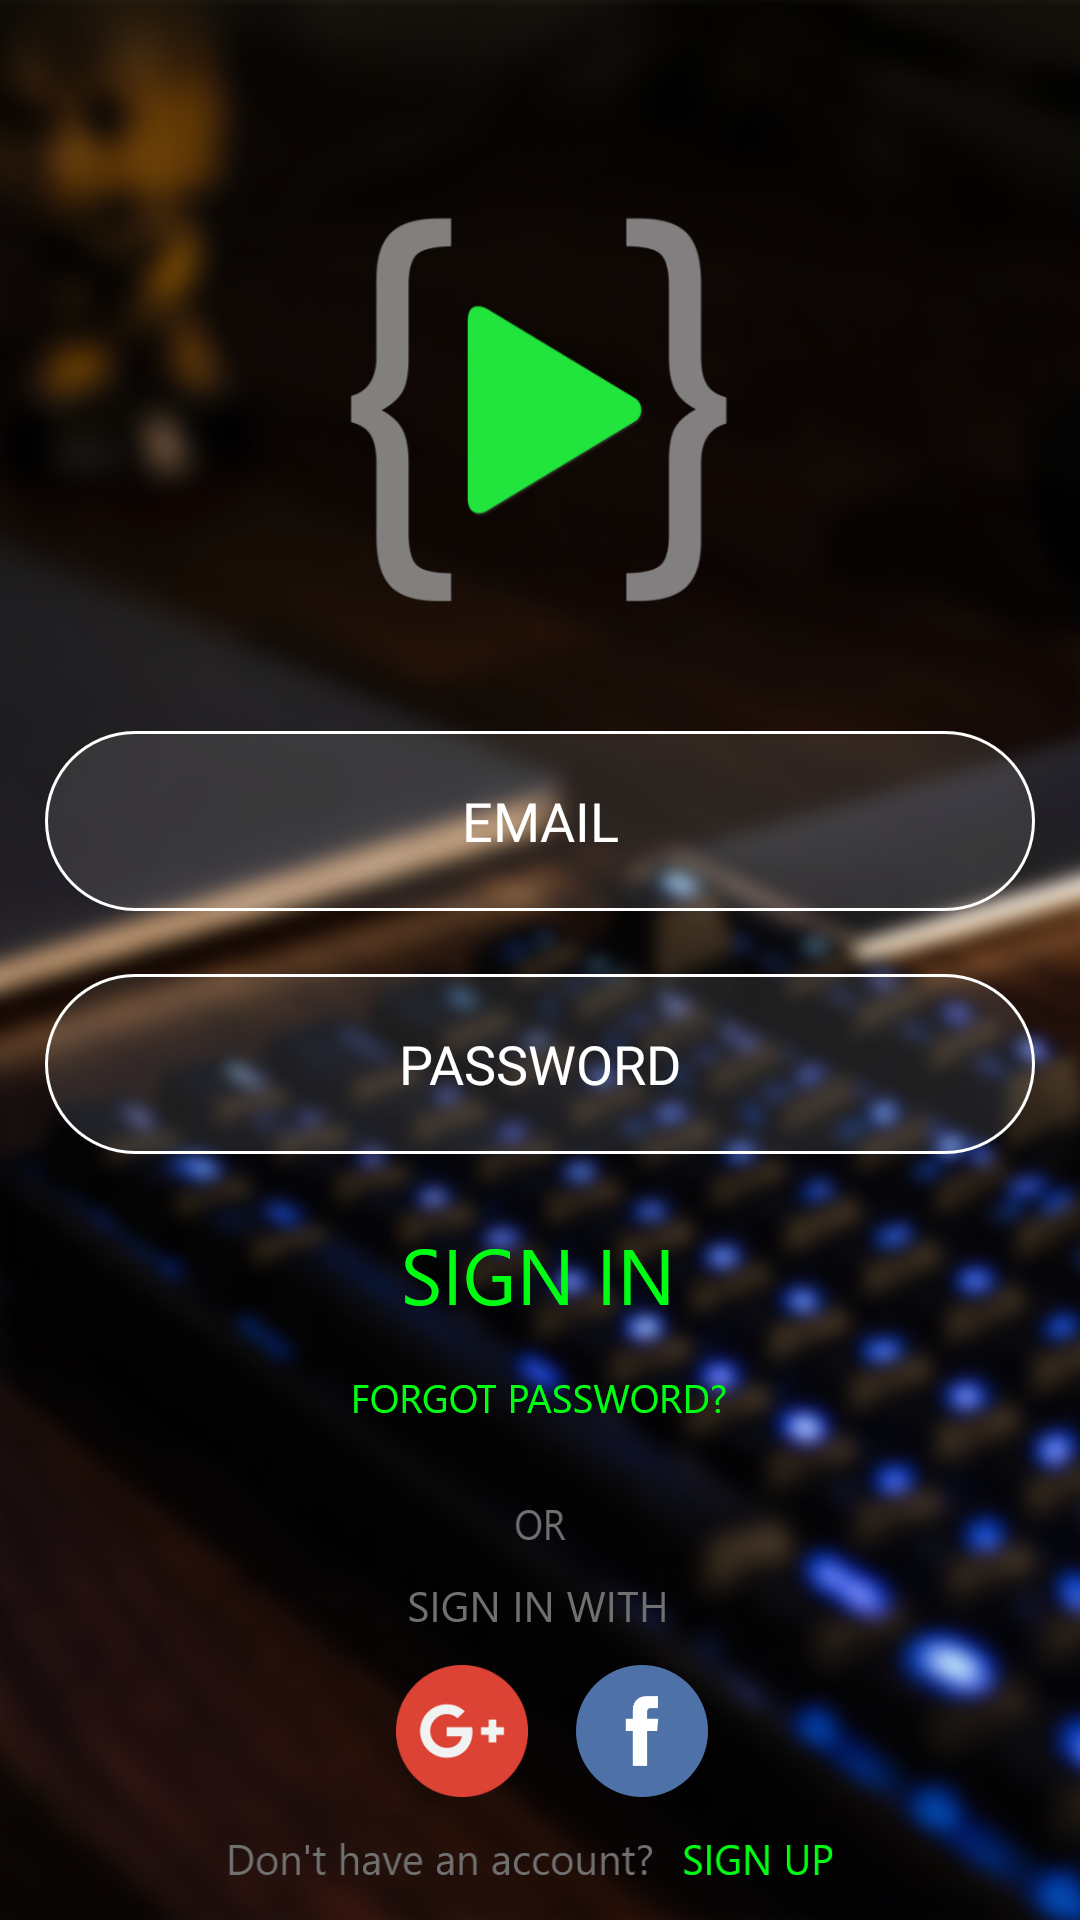 EMAIL
PASSWORD
SIGN IN
FORGOT PASSWORD?
OR
SIGN IN WITH
G+ f
Don't have an account? SIGN UP